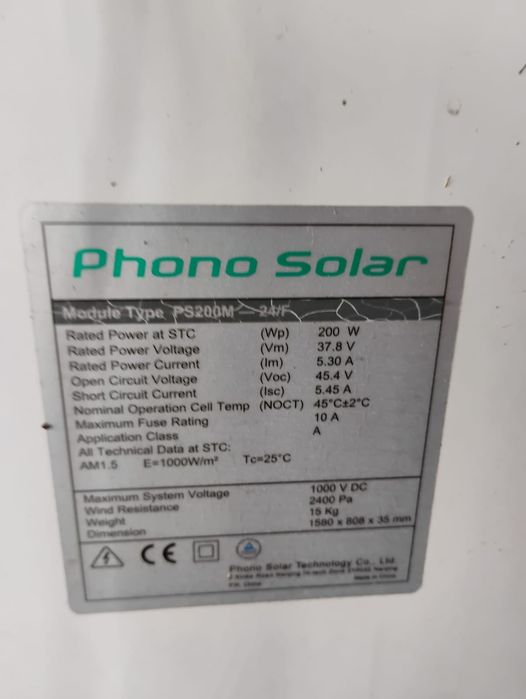 Phono Solar
Module Type PS200M — 24/F
Rated Power at STC (Wp) 200 W
Rated Power Voltage (Vm) 37.8 V
Rated Power Current (Im) 5.30 A
Open Circuit Voltage (Voc) 45.4 V
Short Circuit Current (Isc) 5.45 A
Nominal Operation Cell Temp (NOCT) 45°C±2°C
Maximum Fuse Rating 10 A
Application Class A
All Technical Data at STC:
AM1.5 E=1000W/m² Tc=25°C
Maximum System Voltage 1000 V DC
Wind Resistance 2400 Pa
Weight 15 Kg
Dimension 1580 x 808 x 35 mm
CE
Phono Solar Technology Co., Ltd.
Made in China
P.R. China